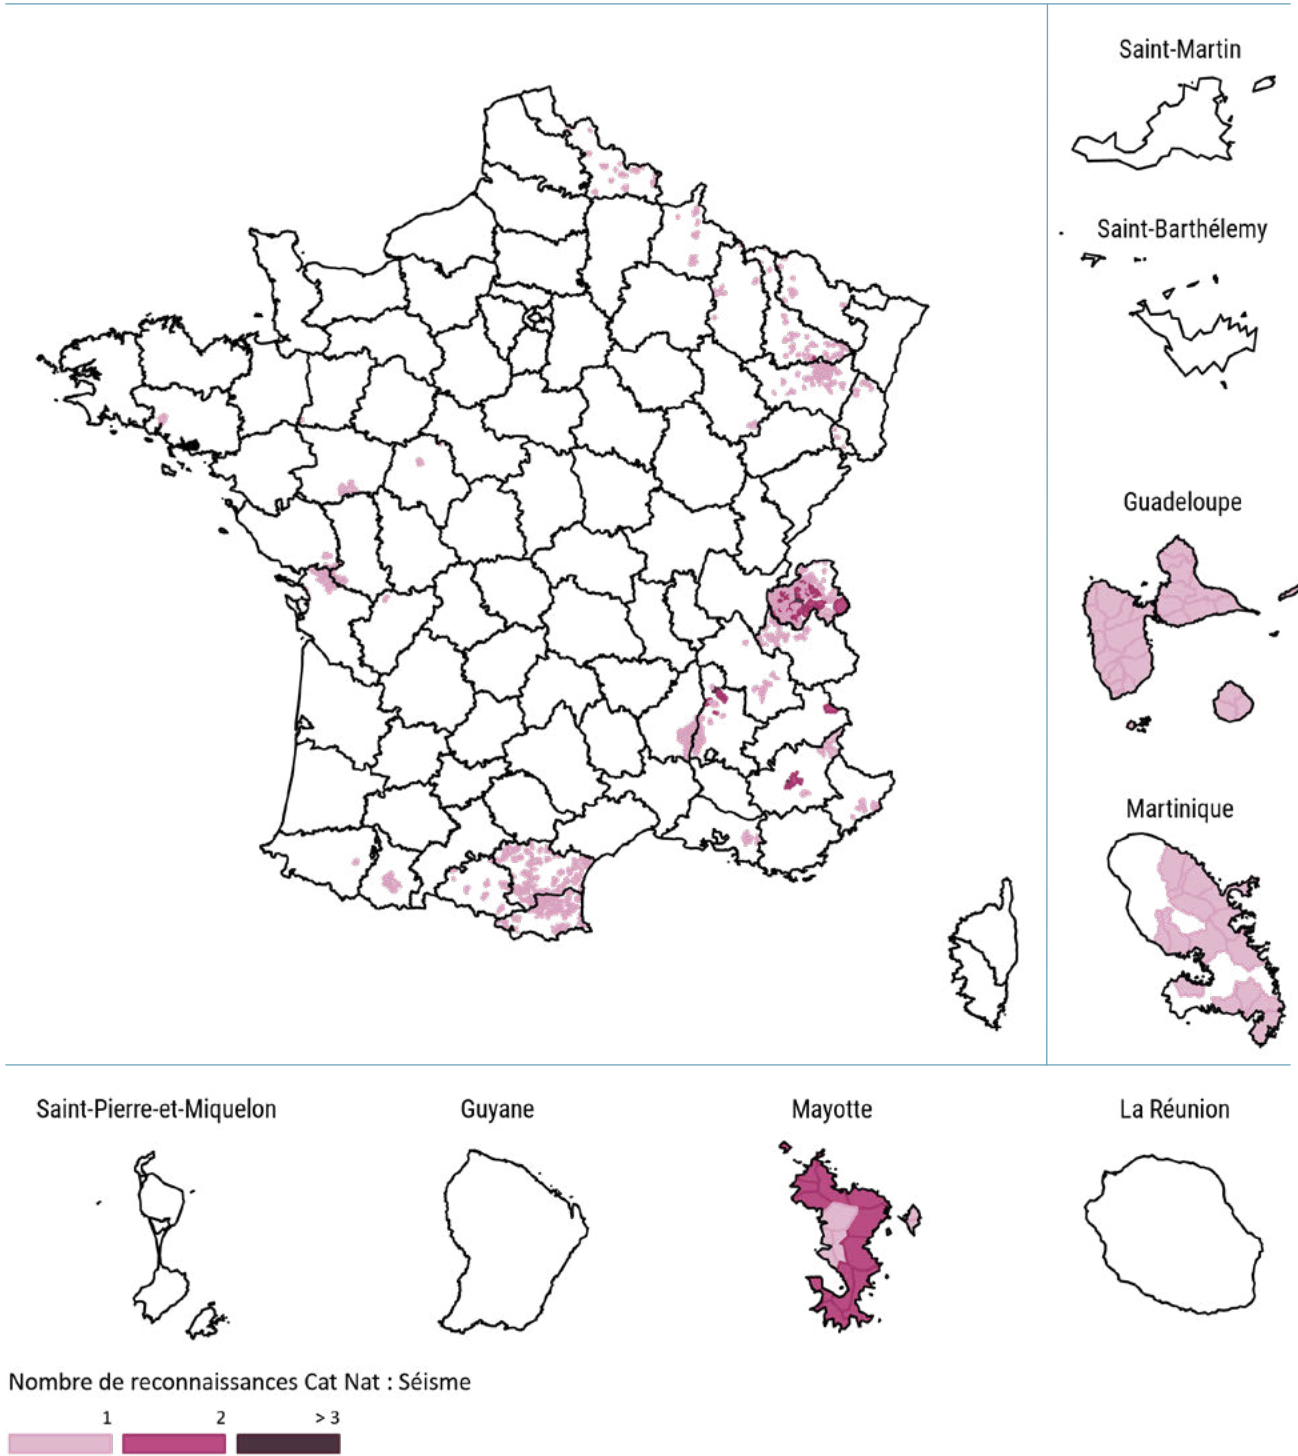 Saint-Martin
Saint-Barthélemy
Guadeloupe
Martinique
Saint-Pierre-et-Miquelon
Guyane
Mayotte
La Réunion
Nombre de reconnaissances Cat Nat : Séisme
1 2 > 3